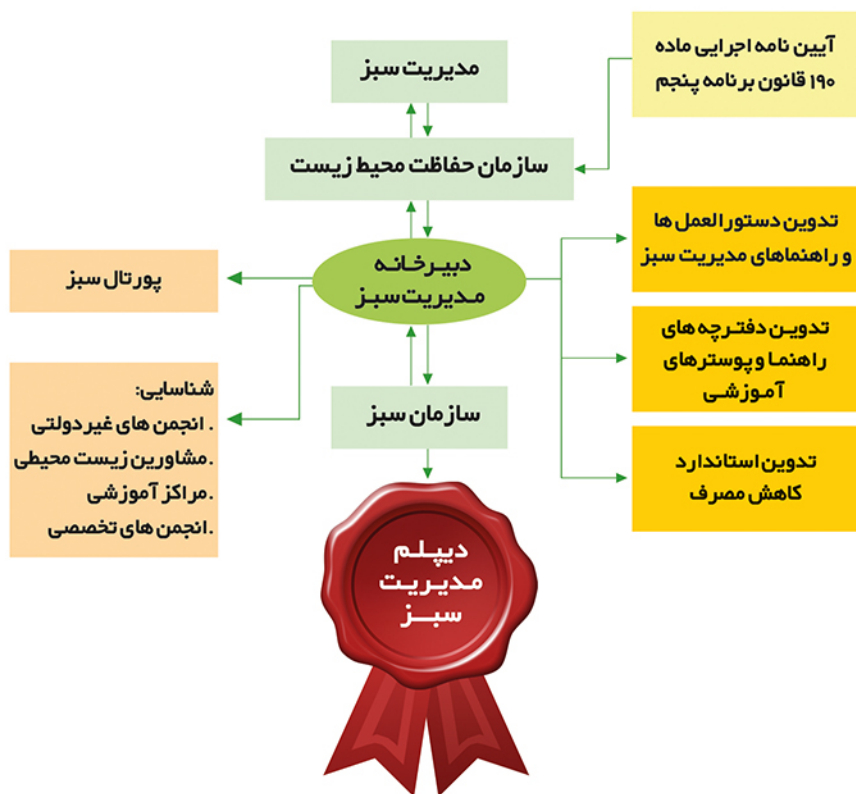 مدیریت سبز
آیین نامه اجرایی ماده
۱۹۰ قانون برنامه پنجم
سازمان حفاظت محیط زیست
تدوین دستورالعمل ها
و راهنماهای مدیریت سبز
دبیرخانه
مدیریت سبز
پورتال سبز
تدوین دفترچه های
راهنما و پوسترهای
آموزشی
شناسایی:
. انجمن های غیردولتی
.مشاورین زیست محیطی
.مراکز آموزشی
.انجمن های تخصصی
سازمان سبز
تدوین استاندارد
کاهش مصرف
دیپلم
مدیریت
سبز